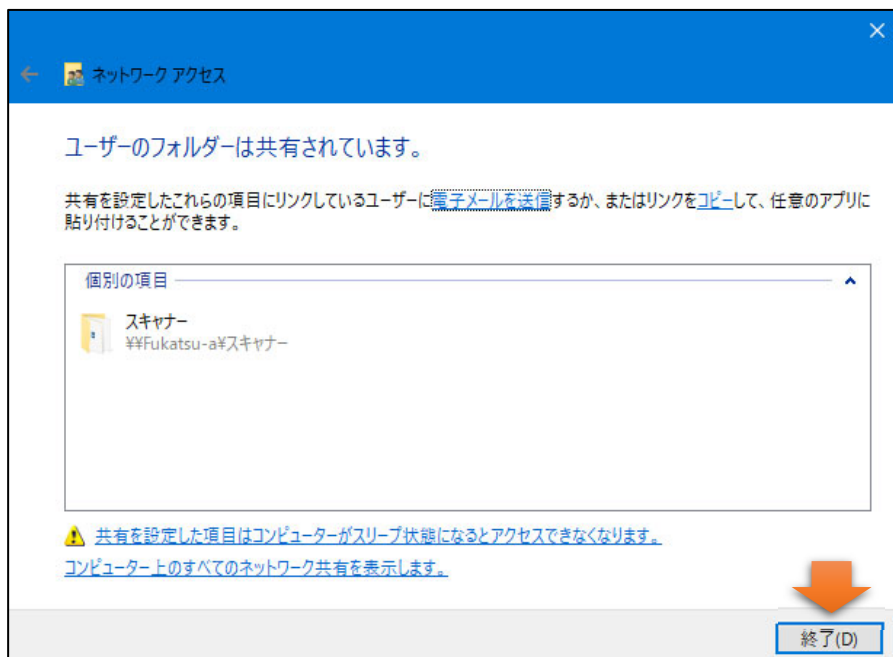 ネットワーク アクセス
ユーザーのフォルダーは共有されています。
共有を設定したこれらの項目にリンクしているユーザーに電子メールを送信するか、またはリンクをコピーして、任意のアプリに
貼り付けることができます。
個別の項目
スキャナー
¥¥Fukatsu-a¥スキャナー
共有を設定した項目はコンピューターがスリープ状態になるとアクセスできなくなります。
コンピューター上のすべてのネットワーク共有を表示します。
終了(D)